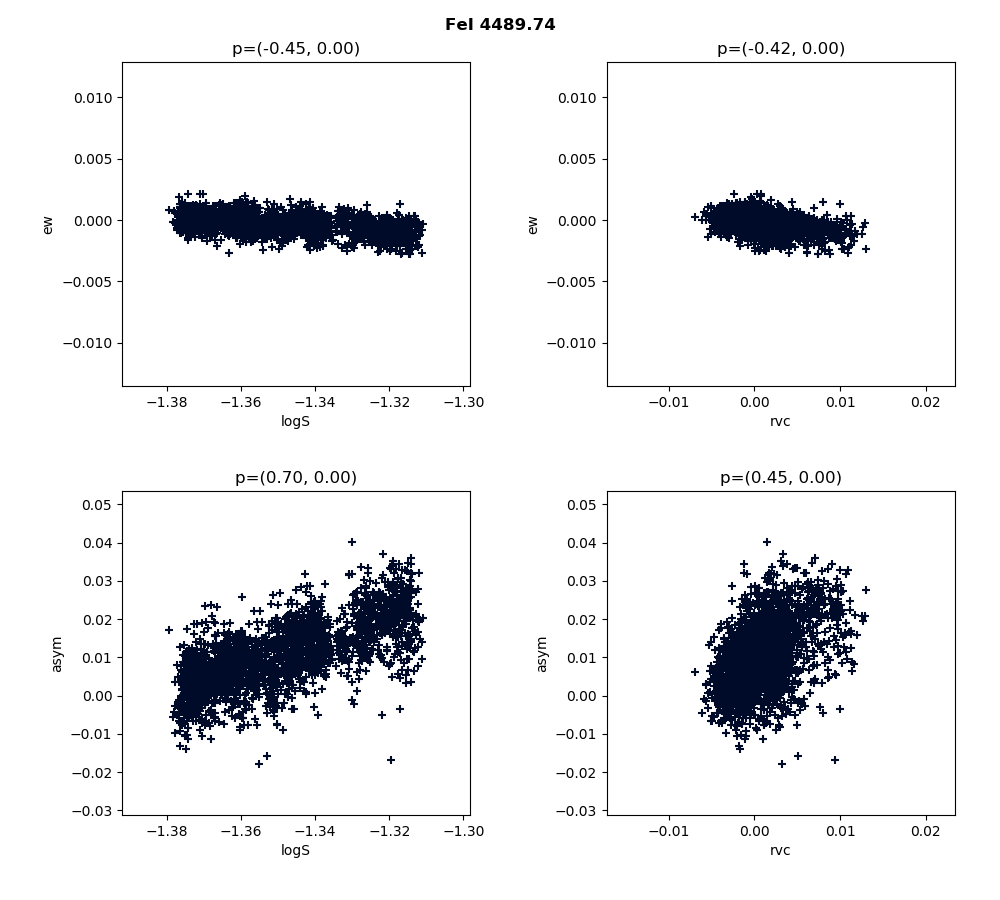 FeI 4489.74
p=(-0.45, 0.00)
0.010
0.005
0.000
−0.005
−0.010
ew
−1.38 −1.36 −1.34 −1.32 −1.30
logS
p=(-0.42, 0.00)
0.010
0.005
0.000
−0.005
−0.010
ew
−0.01 0.00 0.01 0.02
rvc
p=(0.70, 0.00)
0.05
0.04
0.03
0.02
0.01
0.00
−0.01
−0.02
−0.03
asym
−1.38 −1.36 −1.34 −1.32 −1.30
logS
p=(0.45, 0.00)
0.05
0.04
0.03
0.02
0.01
0.00
−0.01
−0.02
−0.03
asym
−0.01 0.00 0.01 0.02
rvc